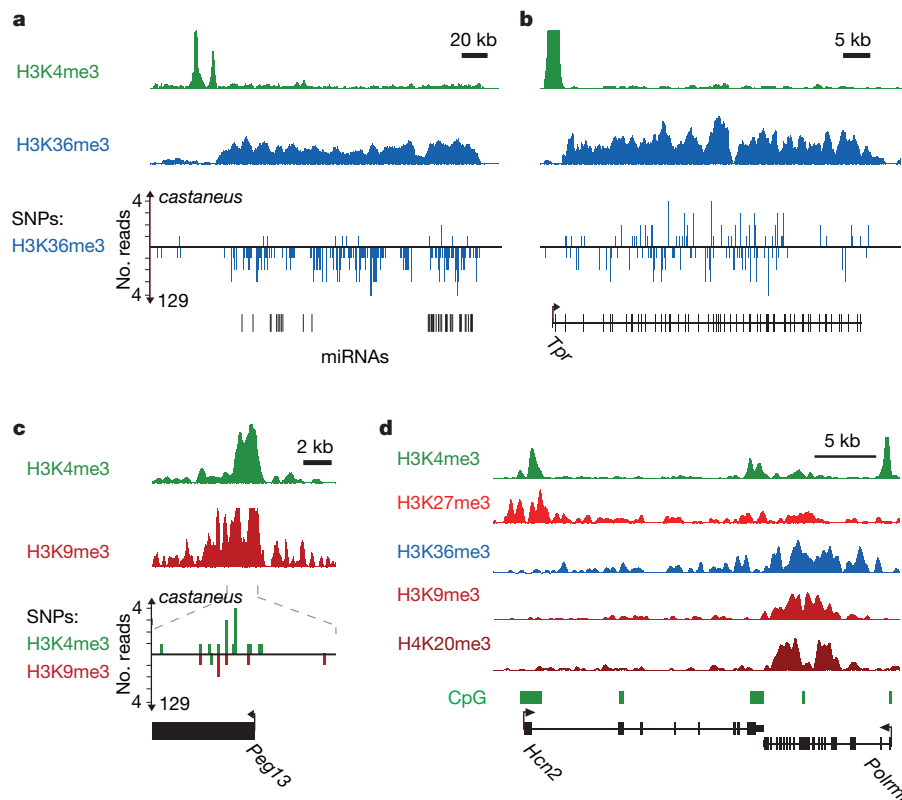 a
20 kb
H3K4me3
H3K36me3
SNPs:
H3K36me3
No. reads
4
castaneus
4
129
miRNAs
b
5 kb
Tpr
c
2 kb
H3K4me3
H3K9me3
SNPs:
H3K4me3
H3K9me3
No. reads
4
castaneus
4
129
Peg13
d
5 kb
H3K4me3
H3K27me3
H3K36me3
H3K9me3
H4K20me3
CpG
Hcn2